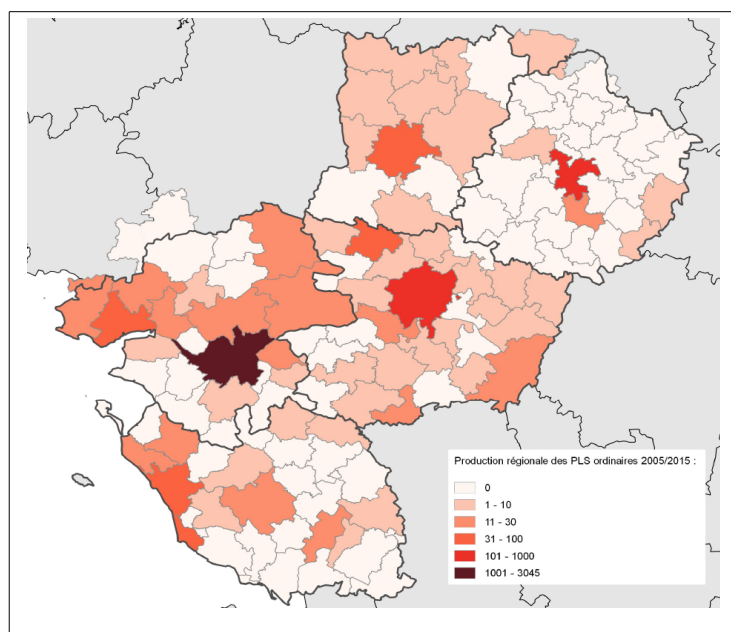 Production régionale des PLS ordinaires 2005/2015 :
0
1 - 10
11 - 30
31 - 100
101 - 1000
1001 - 3045